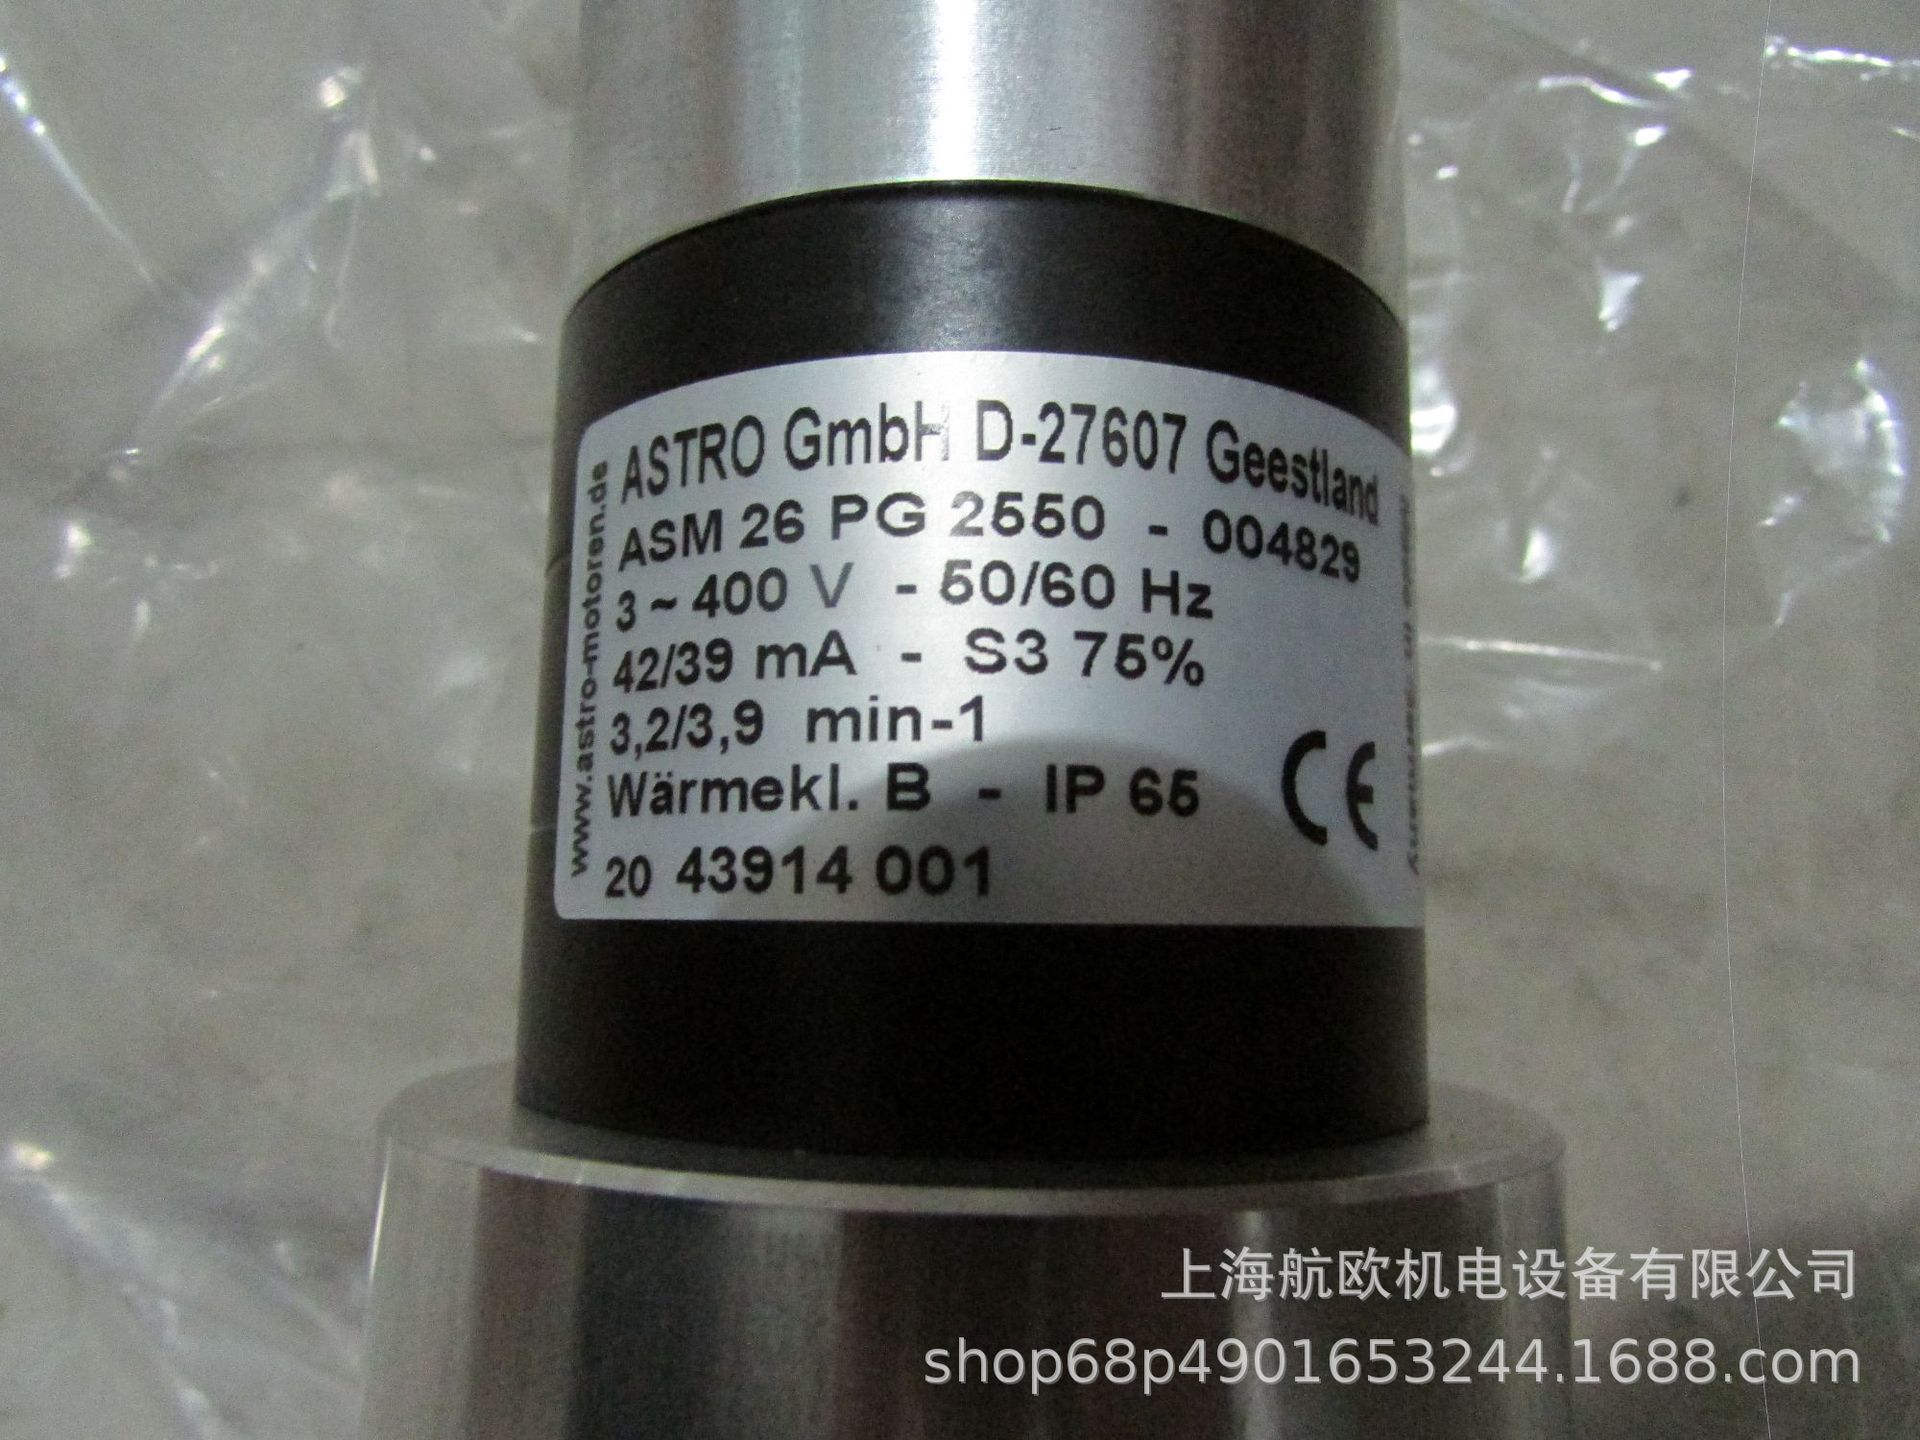 ASTRO GmbH D-27607 Geestland
ASM 26 PG 2550 - 004829
3 ~ 400 V - 50/60 Hz
42/39 mA - S3 75%
3,2/3,9 min-1
Wärmekl. B - IP 65
20 43914 001
CE
www.astro-motoren.de
上海航欧机电设备有限公司
shop68p4901653244.1688.com